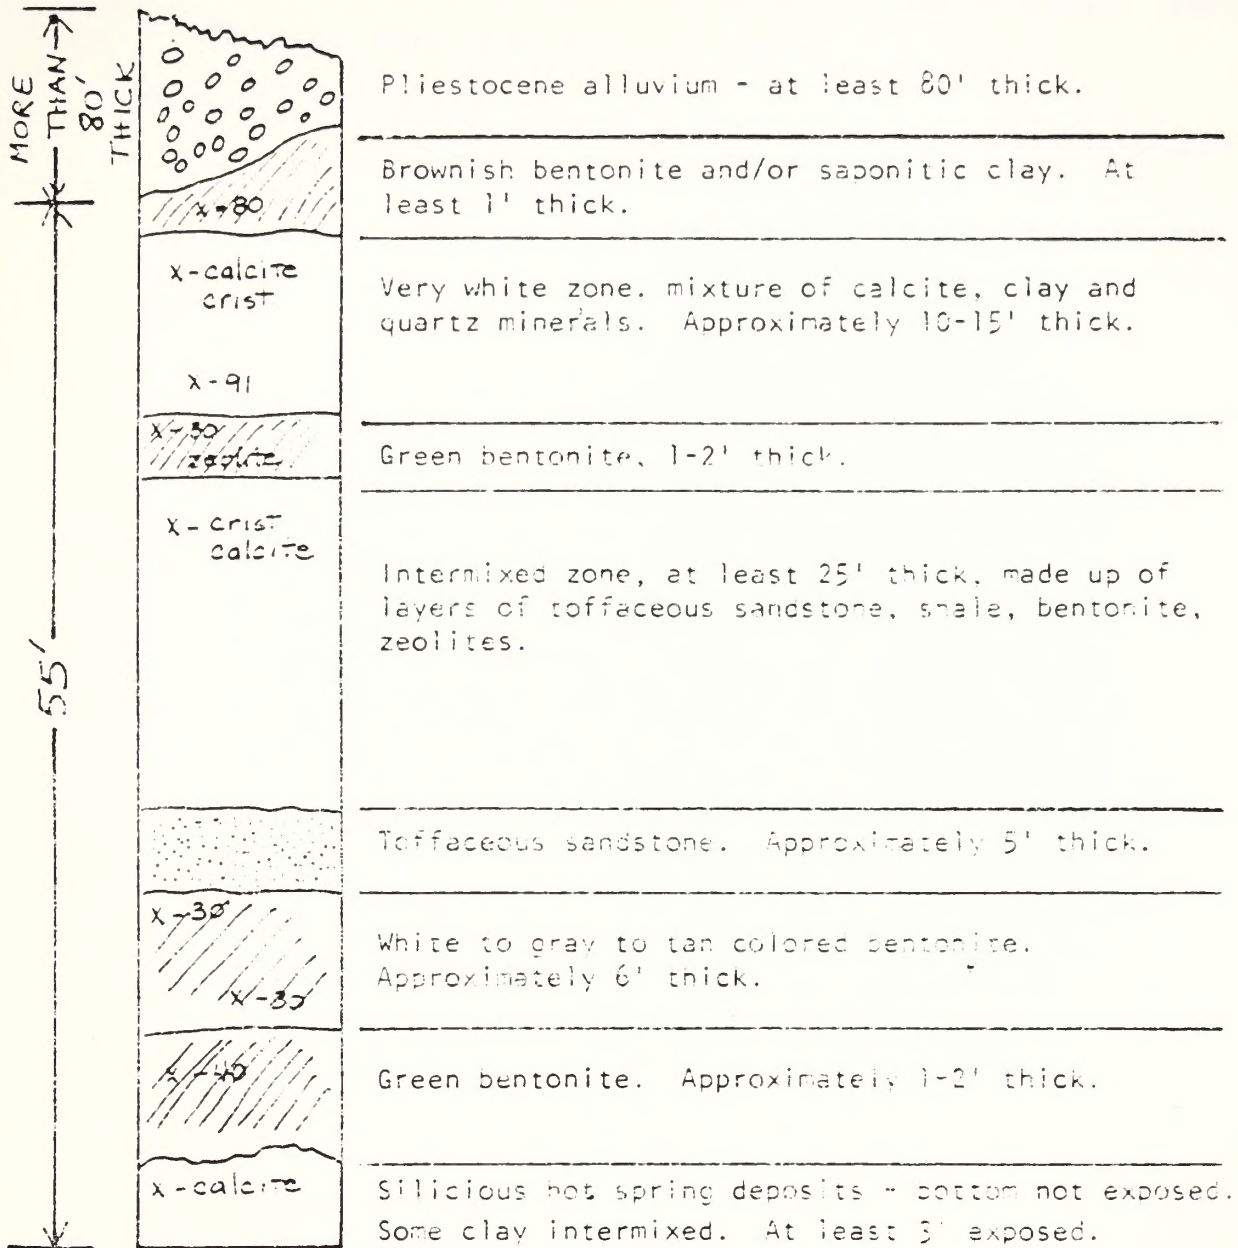 MORE
THAN
80'
THICK
Pliestocene alluvium - at least 80' thick.
Brownish bentonite and/or saponitic clay. At
least 1' thick.
x-80
x-calcite
crist
Very white zone. mixture of calcite, clay and
quartz minerals. Approximately 10-15' thick.
x-91
x-30
zeolite
Green bentonite, 1-2' thick.
x-crist
calcite
Intermixed zone, at least 25' thick, made up of
layers of toffaceous sandstone, shale, bentonite,
zeolites.
55'
Toffaceous sandstone. Approximately 5' thick.
x-30
White to gray to tan colored bentonite.
Approximately 6' thick.
Green bentonite. Approximately 1-2' thick.
x-calcite
Silicious hot spring deposits - bottom not exposed.
Some clay intermixed. At least 3' exposed.